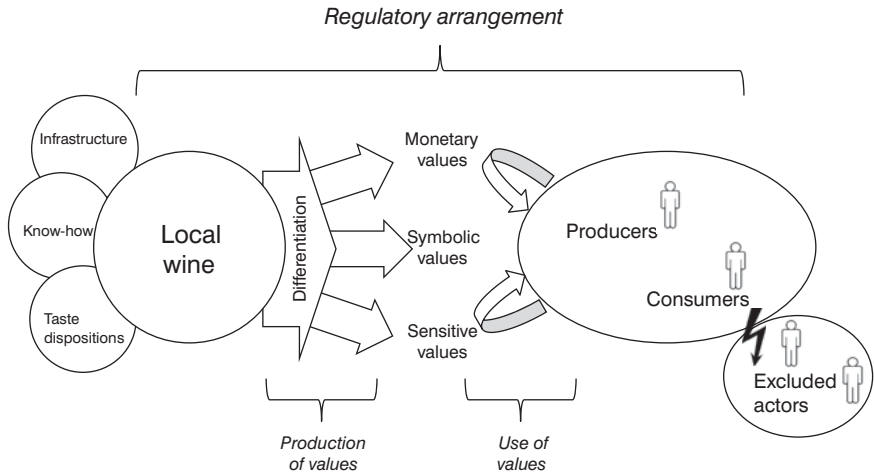 Regulatory arrangement
Infrastructure
Know-how
Taste
dispositions
Local
wine
Differentiation
Monetary
values
Symbolic
values
Sensitive
values
Producers
Consumers
Excluded
actors
Production
of values
Use of
values